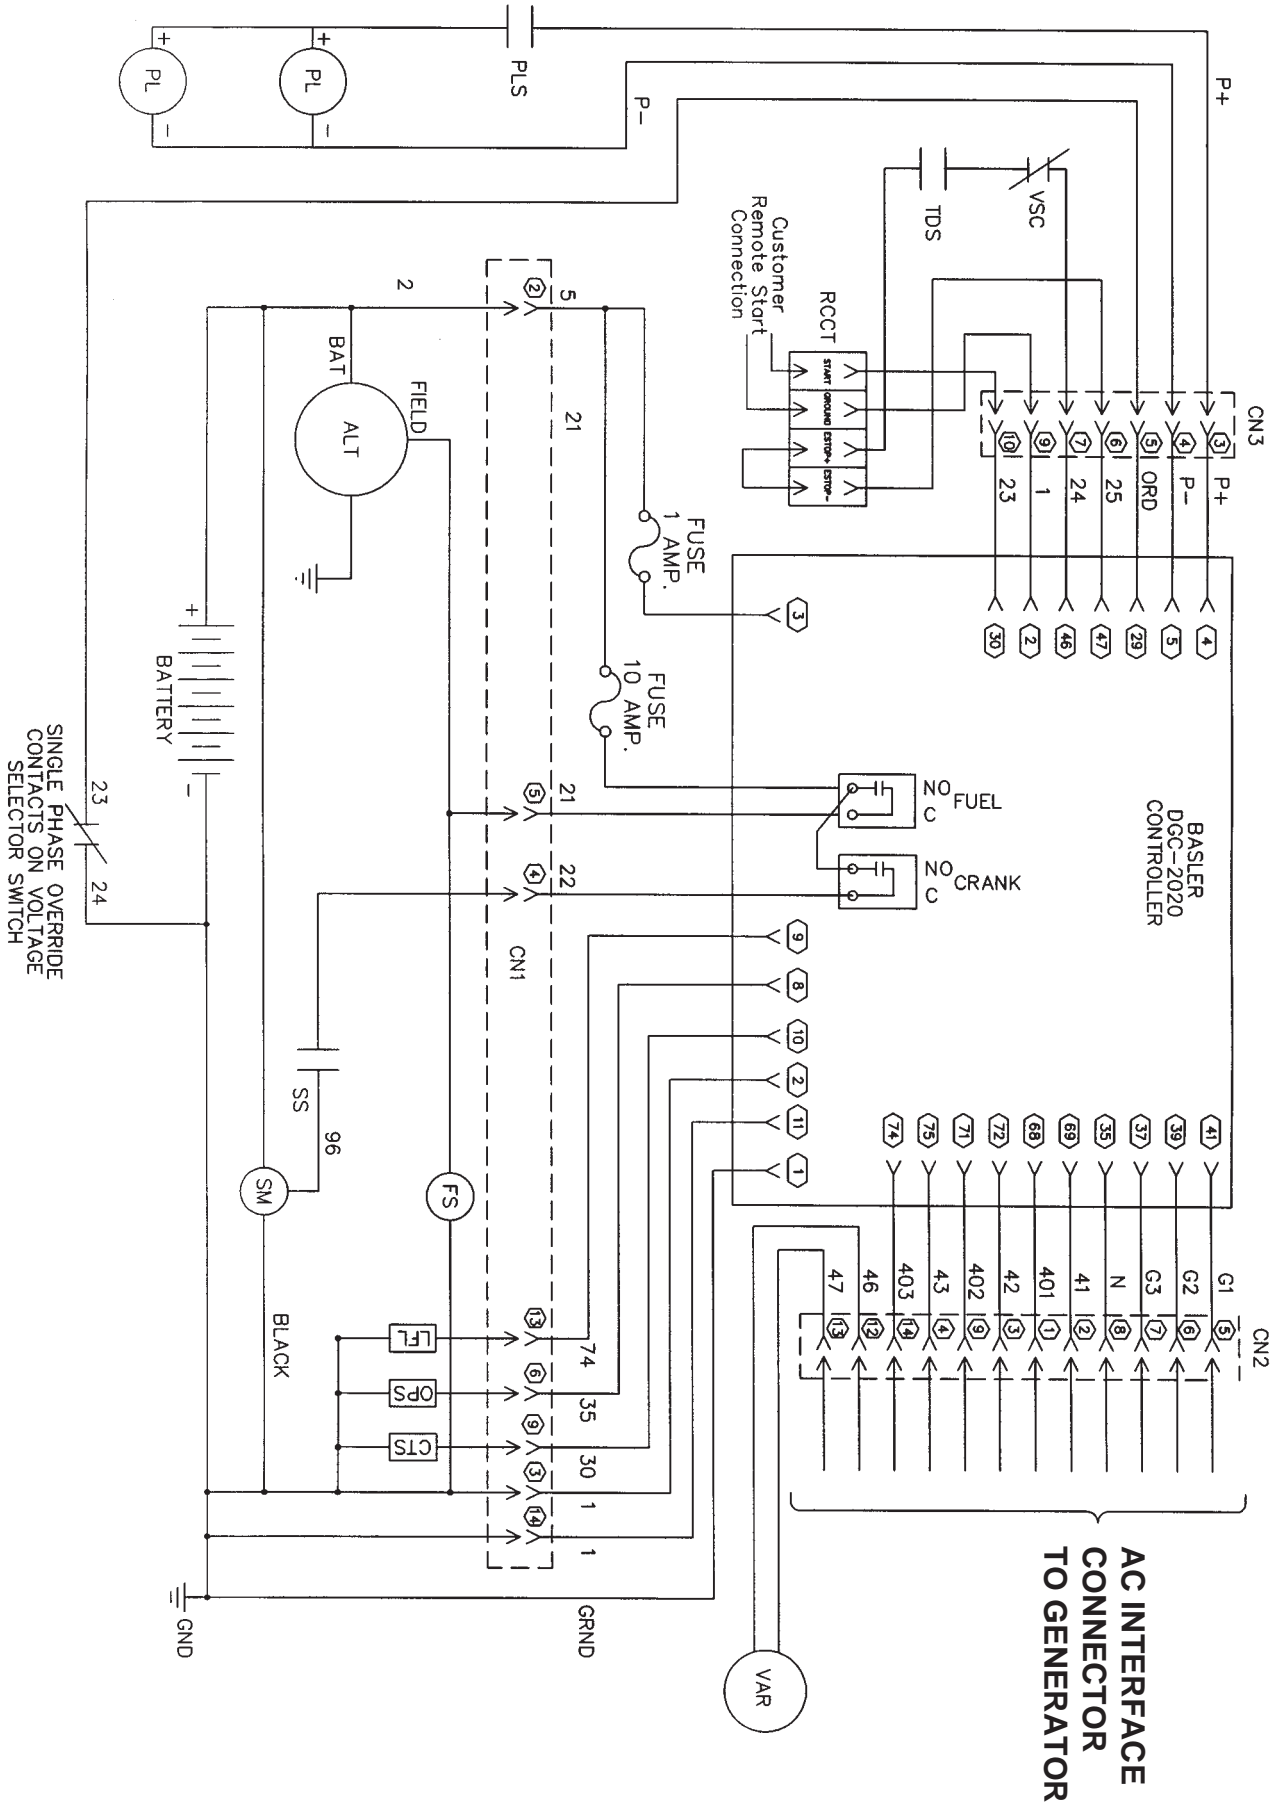 P+
CN3
3
4
5
6
7
9
10
P+
P-
ORD
25
24
1
23
4
5
29
47
46
2
30
PLS
P-
+
PL
-
+
PL
-
VSC
TDS
Customer
Remote Start
Connection
RCCT
START
GROUND
ESTOP+
ESTOP-
BASLER
DGC-2020
CONTROLLER
3
NO
C
FUEL
NO
C
CRANK
9
8
10
2
11
1
41
39
37
35
69
68
72
71
75
74
G1
G2
G3
N
41
401
42
402
43
403
46
47
CN2
5
6
7
8
2
1
3
9
4
14
12
13
AC INTERFACE
CONNECTOR
TO GENERATOR
VAR
2
5
2
21
FUSE
1 AMP.
FUSE
10 AMP.
21
5
22
4
CN1
74
13
35
6
30
9
1
3
1
14
GRND
FIELD
BAT
ALT
FS
LFL
OPS
CTS
SS
96
SM
BLACK
+
BATTERY
-
GND
23
24
SINGLE PHASE OVERRIDE
CONTACTS ON VOLTAGE
SELECTOR SWITCH